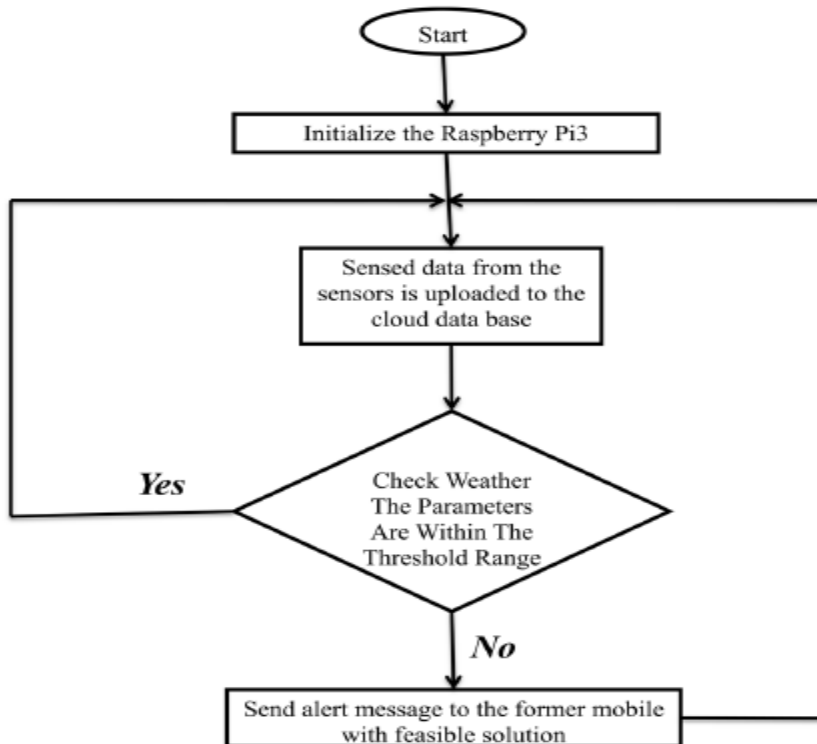 Start
Initialize the Raspberry Pi3
Sensed data from the
sensors is uploaded to the
cloud data base
Yes
Check Weather
The Parameters
Are Within The
Threshold Range
No
Send alert message to the former mobile
with feasible solution